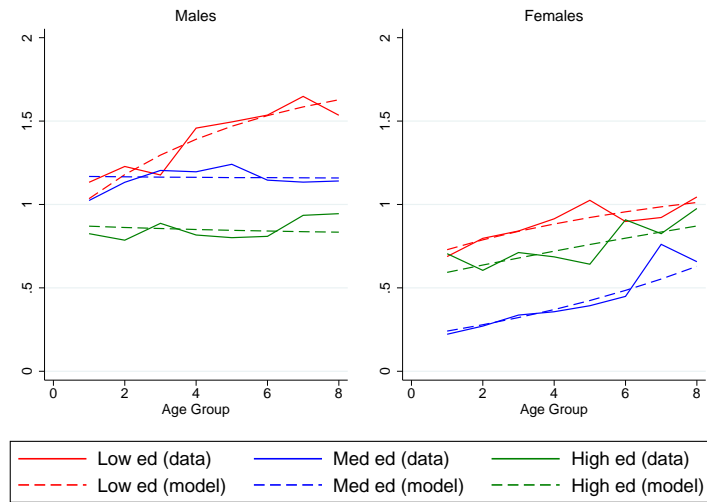 Males
Females
2
1.5
1
.5
0
0 2 4 6 8
Age Group
2
1.5
1
.5
0
0 2 4 6 8
Age Group
Low ed (data) Med ed (data) High ed (data)
Low ed (model) Med ed (model) High ed (model)